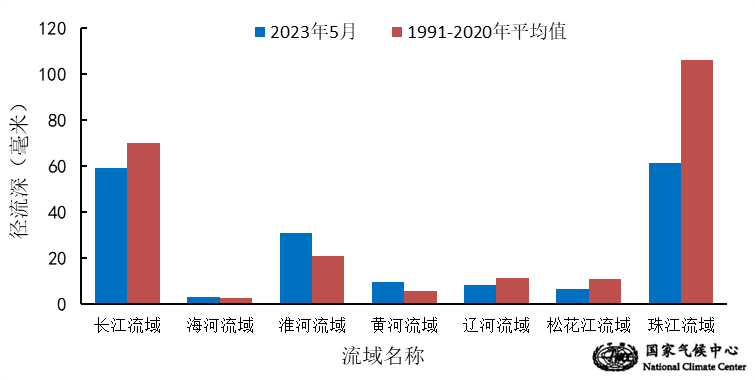 2023年5月 1991-2020年平均值
径流深（毫米）
120
100
80
60
40
20
0
长江流域 海河流域 淮河流域 黄河流域 辽河流域 松花江流域 珠江流域
流域名称
国家气候中心
National Climate Center